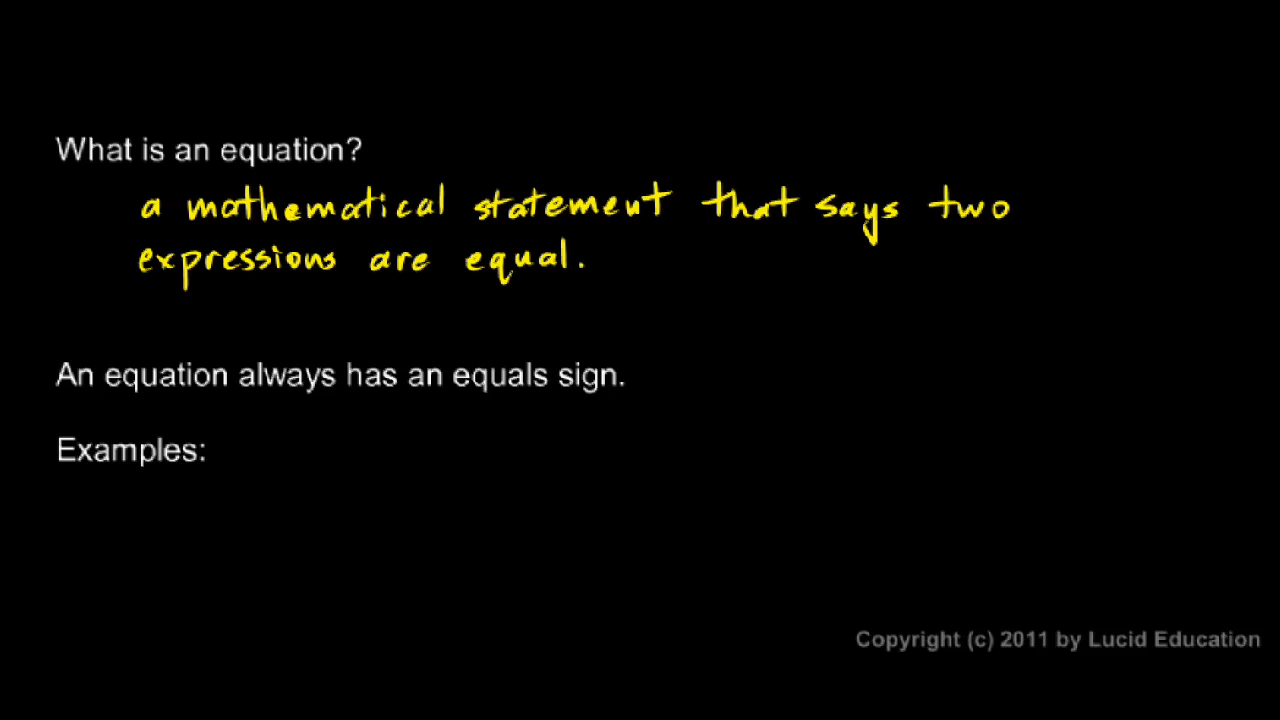 What is an equation?
a mathematical statement that says two
expressions are equal.
An equation always has an equals sign.
Examples:
Copyright (c) 2011 by Lucid Education